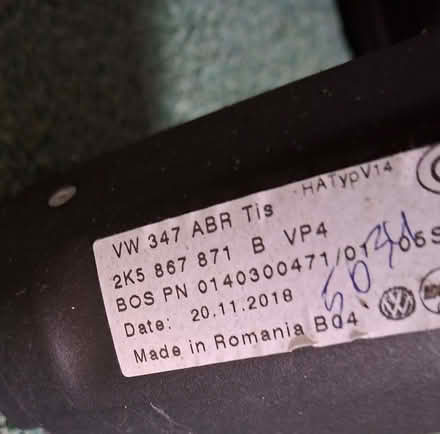 HATypV14
VW 347 ABR Tis
2K5 867 871 B VP4
BOS PN 0140300471/01 06S
Date: 20.11.2018
Made in Romania B04